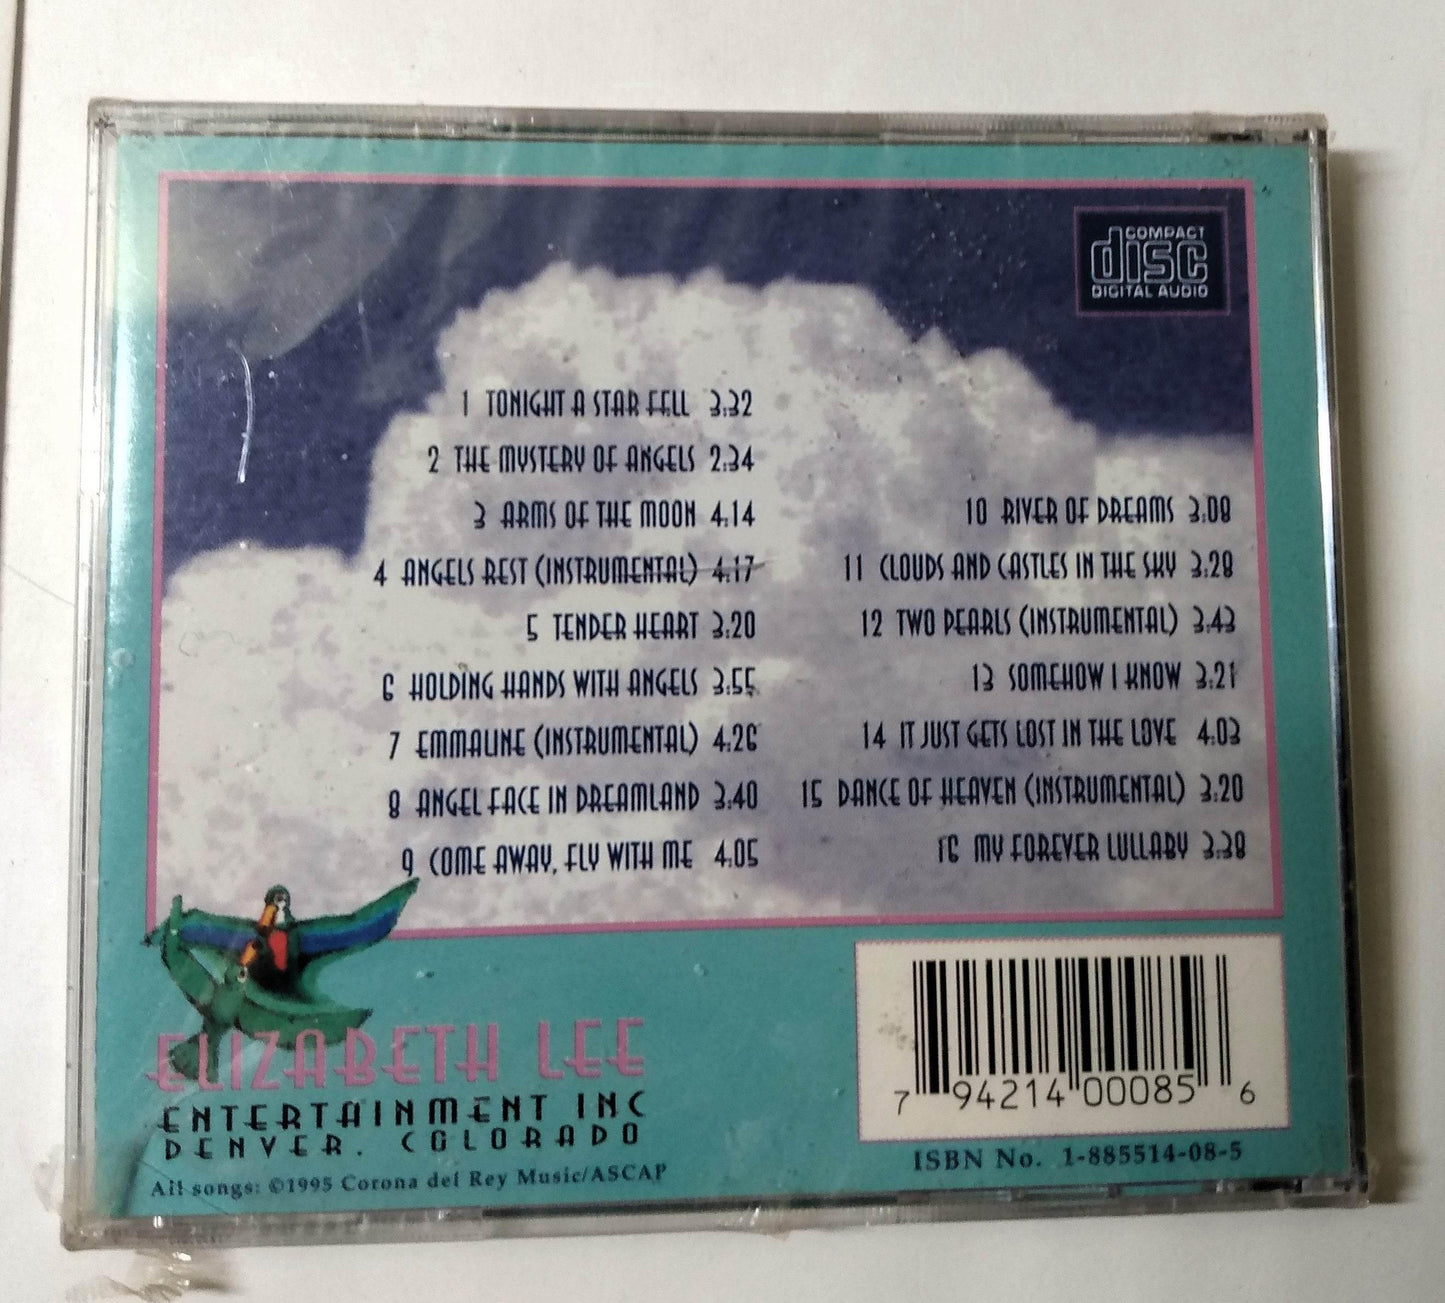 COMPACT
disc
DIGITAL AUDIO
1 TONIGHT A STAR FELL 3:32
2 THE MYSTERY OF ANGELS 2:34
3 ARMS OF THE MOON 4:14
4 ANGELS REST (INSTRUMENTAL) 4:17
5 TENDER HEART 3:20
6 HOLDING HANDS WITH ANGELS 3:55
7 EMMALINE (INSTRUMENTAL) 4:26
8 ANGEL FACE IN DREAMLAND 3:40
9 COME AWAY, FLY WITH ME 4:05
10 RIVER OF DREAMS 3:08
11 CLOUDS AND CASTLES IN THE SKY 3:28
12 TWO PEARLS (INSTRUMENTAL) 3:43
13 SOMEHOW I KNOW 3:21
14 IT JUST GETS LOST IN THE LOVE 4:03
15 DANCE OF HEAVEN (INSTRUMENTAL) 3:20
16 MY FOREVER LULLABY 3:38
ELIZABETH LEE
ENTERTAINMENT INC
DENVER, COLORADO
All songs: ©1995 Corona del Rey Music/ASCAP
7 94214 00085 6
ISBN No. 1-885514-08-5